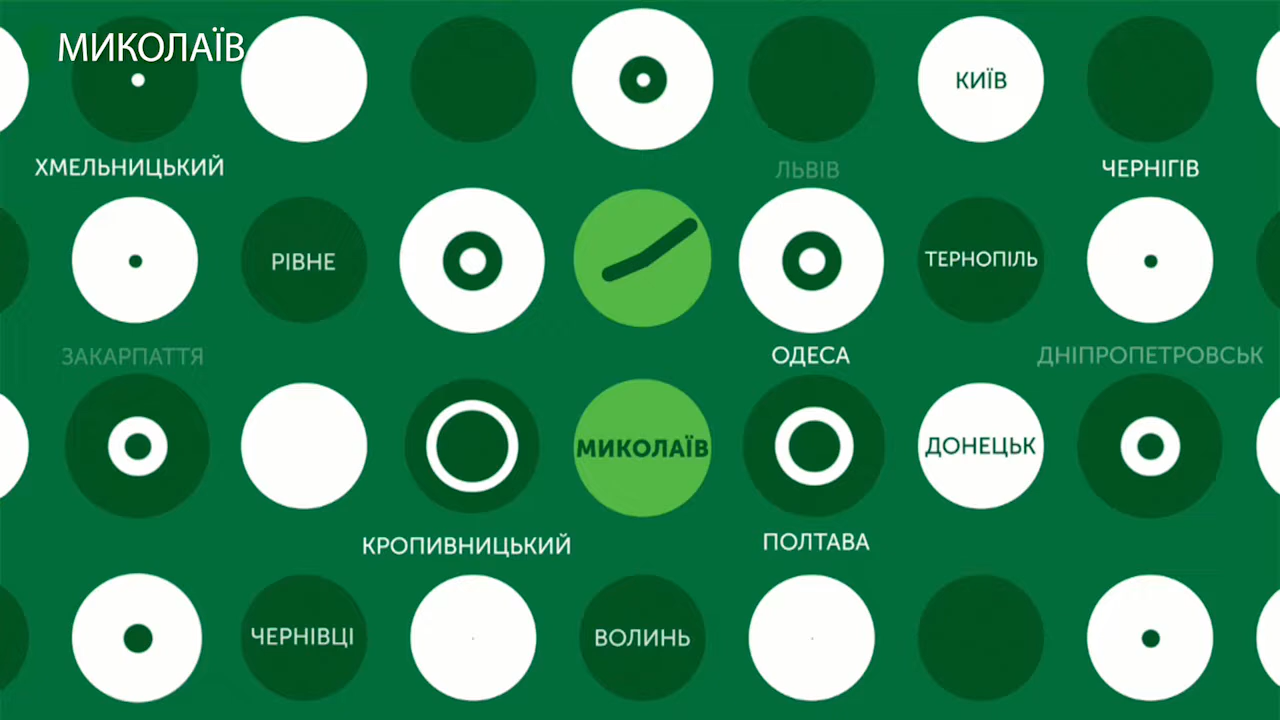 МИКОЛАЇВ
КИЇВ
ХМЕЛЬНИЦЬКИЙ
ЛЬВІВ
ЧЕРНІГІВ
РІВНЕ
ТЕРНОПІЛЬ
ЗАКАРПАТТЯ
ОДЕСА
ДНІПРОПЕТРОВСЬК
МИКОЛАЇВ
ДОНЕЦЬК
КРОПИВНИЦЬКИЙ
ПОЛТАВА
ЧЕРНІВЦІ
ВОЛИНЬ